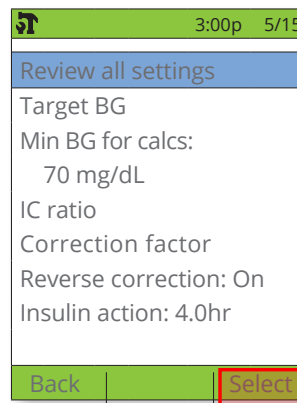 3:00p 5/15
Review all settings
Target BG
Min BG for calcs:
70 mg/dL
IC ratio
Correction factor
Reverse correction: On
Insulin action: 4.0hr
Back Select